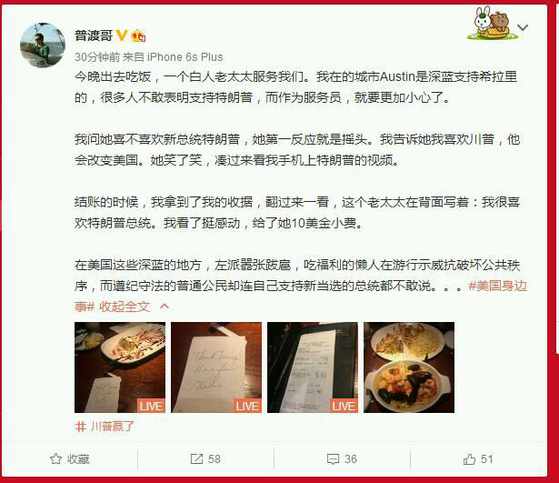 普渡哥
30分钟前 来自 iPhone 6s Plus
今晚出去吃饭，一个白人老太太服务我们。我在的城市Austin是深蓝支持希拉里
的，很多人不敢表明支持特朗普，而作为服务员，就要更加小心了。
我问她喜不喜欢新总统特朗普，她第一反应就是摇头。我告诉她我喜欢川普，他
会改变美国。她笑了笑，凑过来看我手机上特朗普的视频。
结账的时候，我拿到了我的收据，翻过来一看，这个老太太在背面写着：我很喜
欢特朗普总统。我看了挺感动，给了她10美金小费。
在美国这些深蓝的地方，左派嚣张跋扈，吃福利的懒人在游行示威抗破坏公共秩
序，而遵纪守法的普通公民却连自己支持新当选的总统都不敢说。。。#美国身边
事# 收起全文
LIVE
LIVE
LIVE
# 川普赢了
收藏
58
36
51